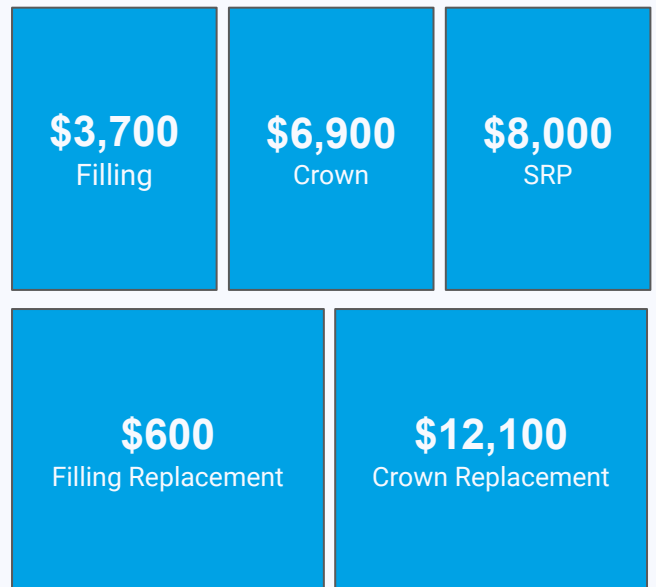 $3,700
Filling
$6,900
Crown
$8,000
SRP
$600
Filling Replacement
$12,100
Crown Replacement